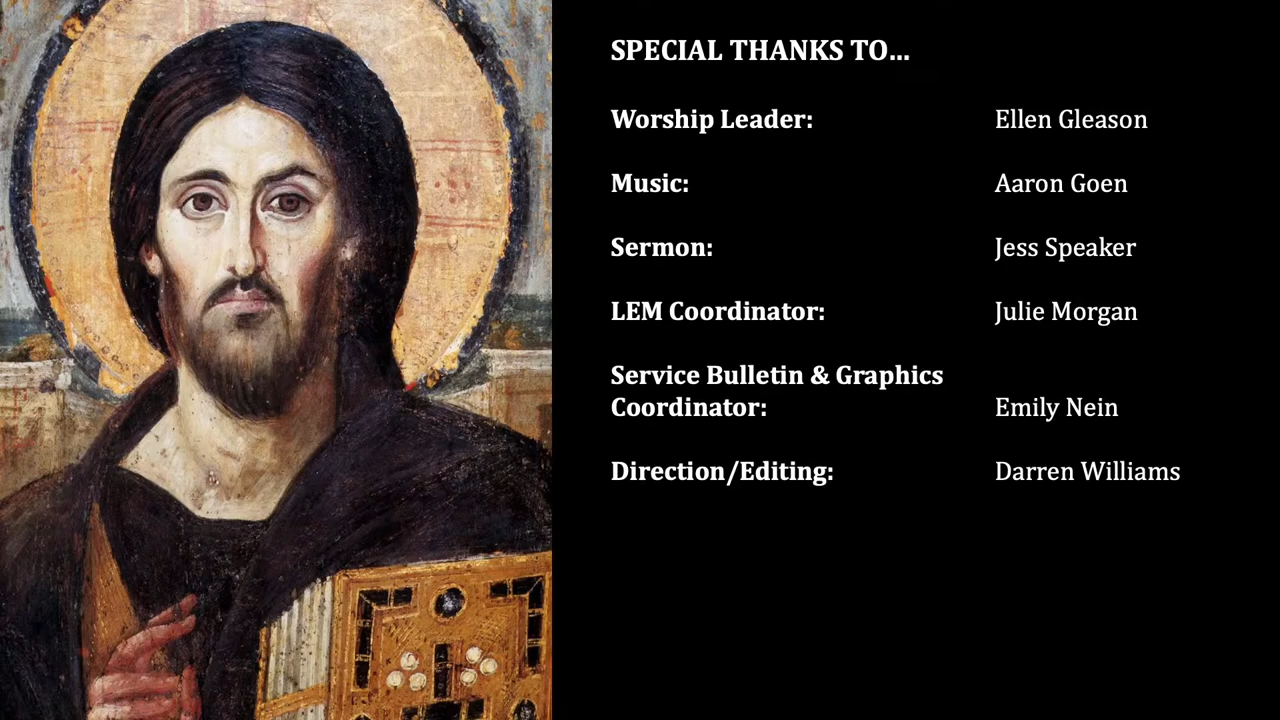 SPECIAL THANKS TO...
Worship Leader: Ellen Gleason
Music: Aaron Goen
Sermon: Jess Speaker
LEM Coordinator: Julie Morgan
Service Bulletin & Graphics
Coordinator: Emily Nein
Direction/Editing: Darren Williams